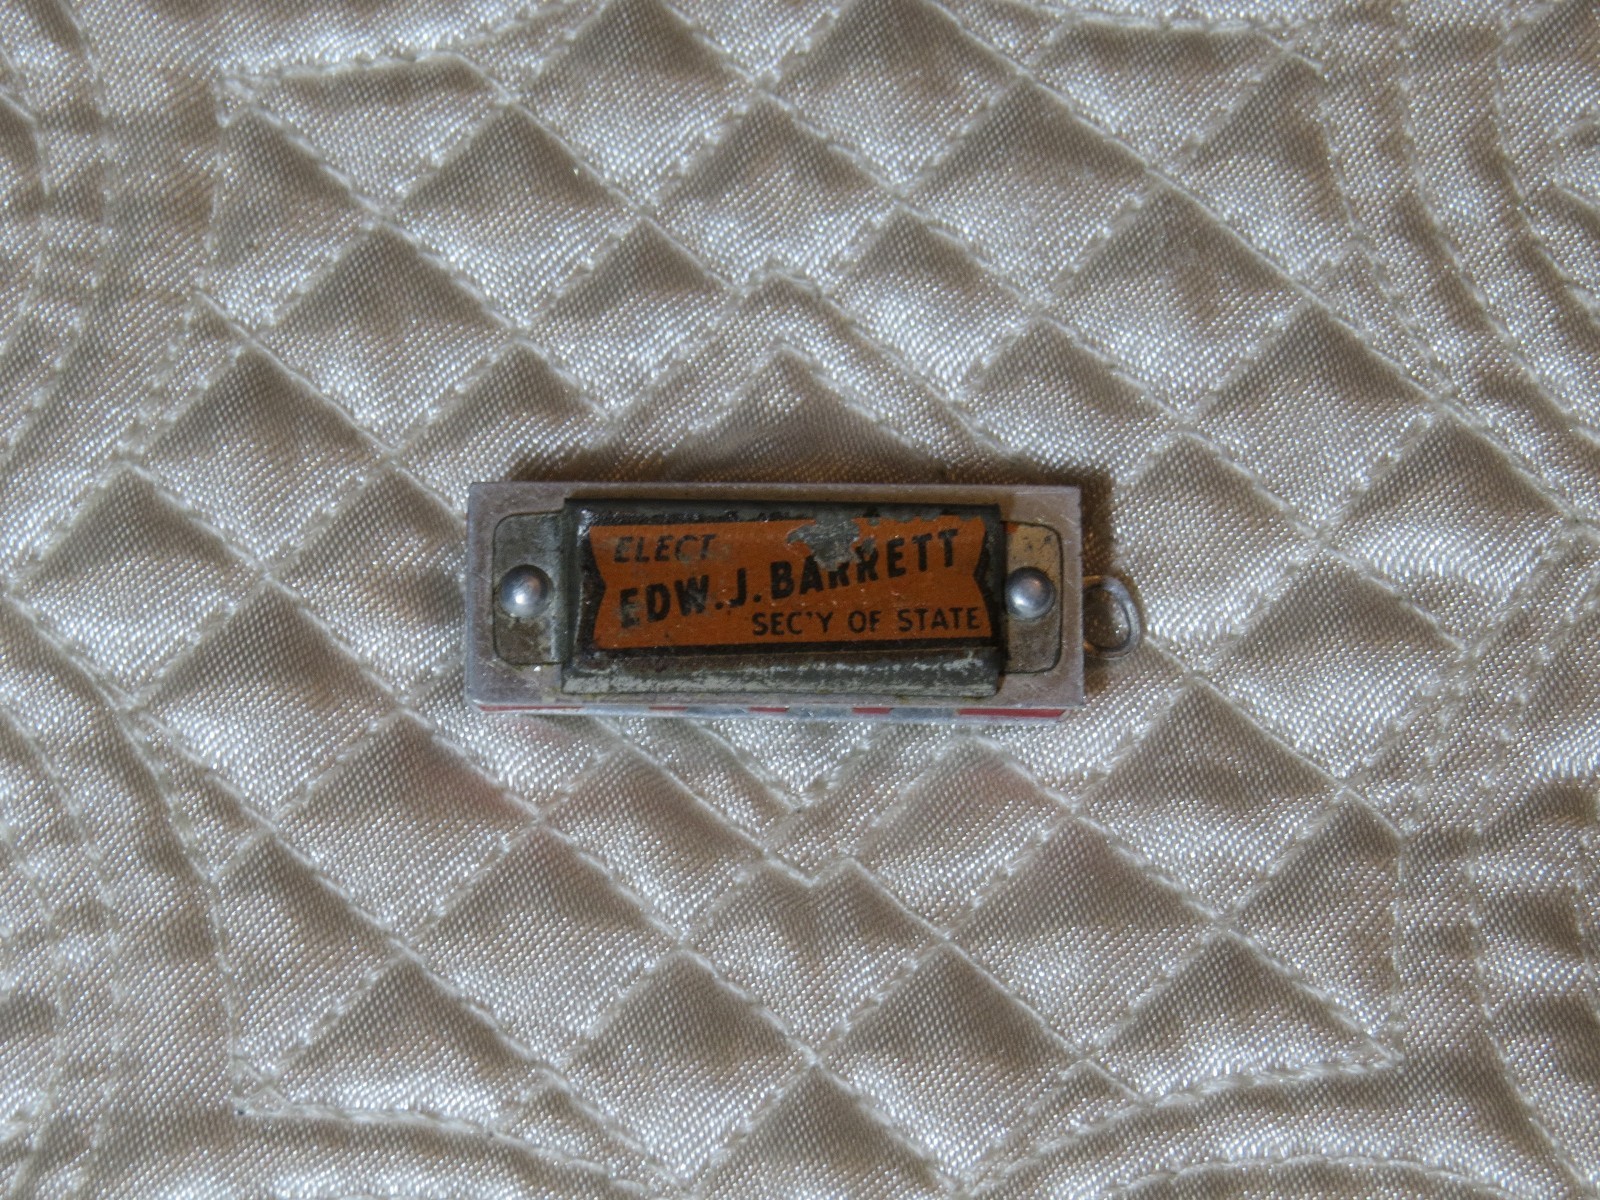 ELECT
EDW. J. BARRETT
SEC'Y OF STATE